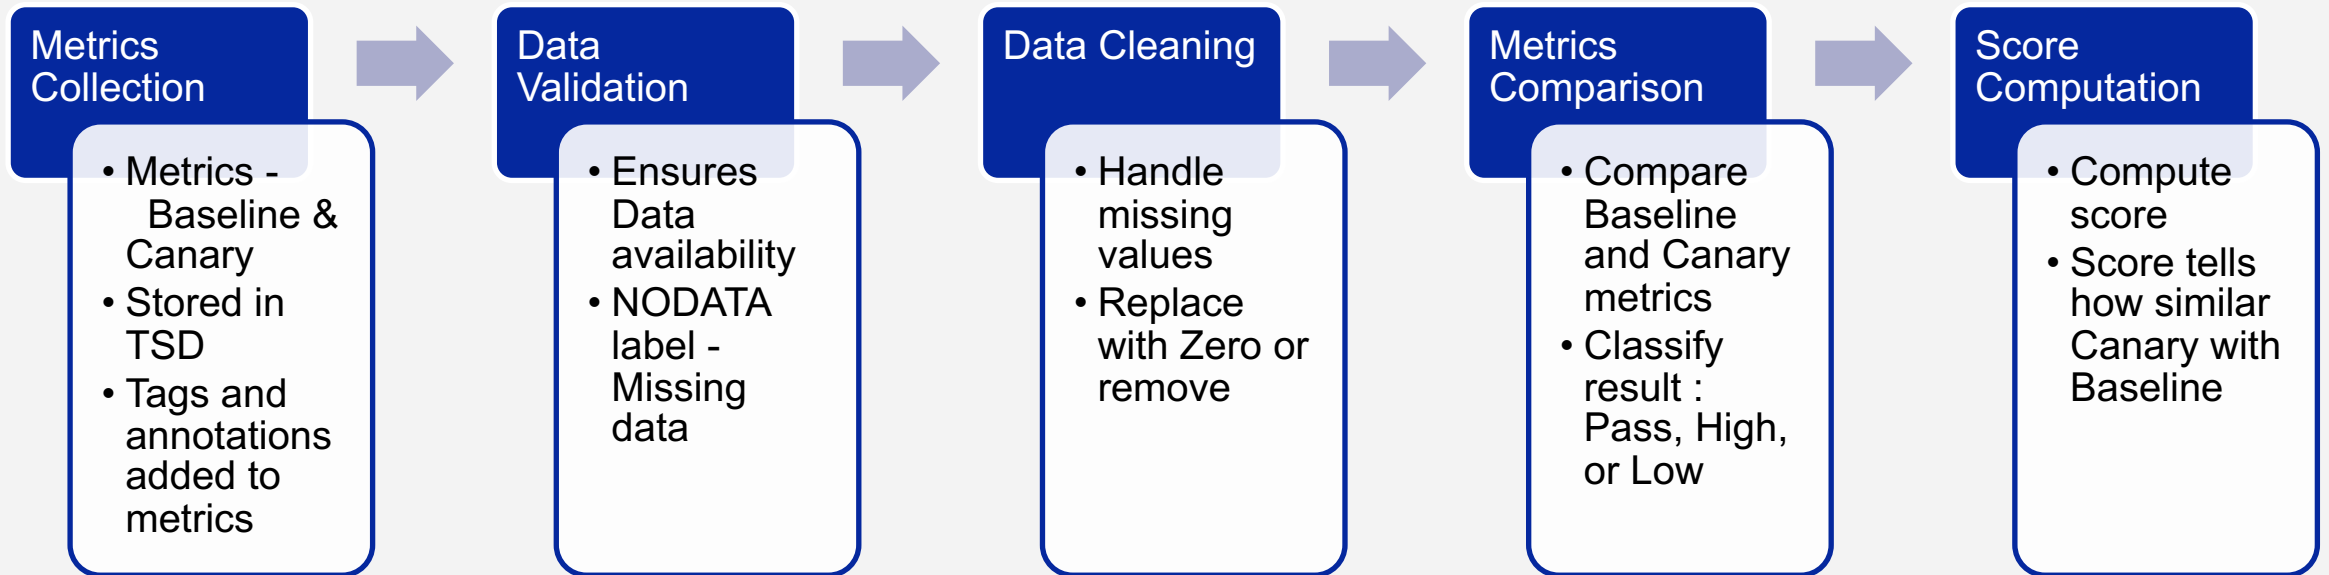 Metrics
Collection
• Metrics -
Baseline &
Canary
• Stored in
TSD
• Tags and
annotations
added to
metrics
Data
Validation
• Ensures
Data
availability
• NODATA
label -
Missing
data
Data Cleaning
• Handle
missing
values
• Replace
with Zero or
remove
Metrics
Comparison
• Compare
Baseline
and Canary
metrics
• Classify
result :
Pass, High,
or Low
Score
Computation
• Compute
score
• Score tells
how similar
Canary with
Baseline